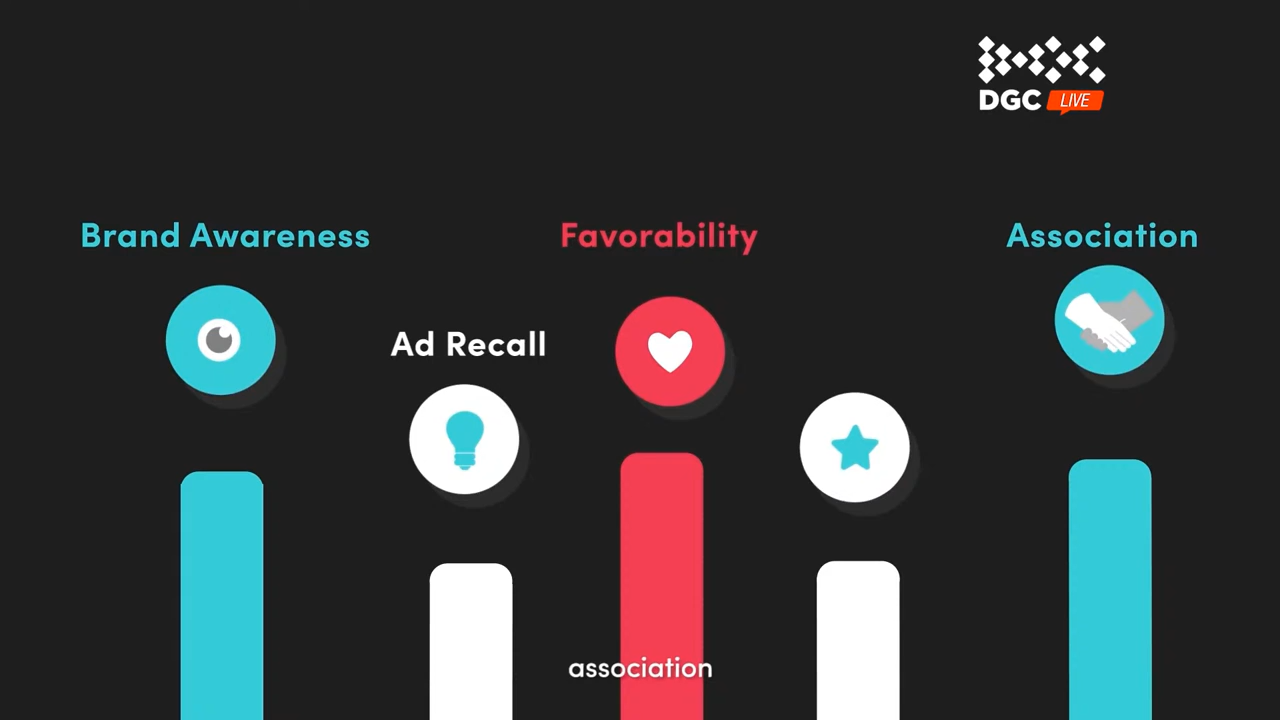 DGC LIVE
Brand Awareness
Favorability
Association
Ad Recall
association